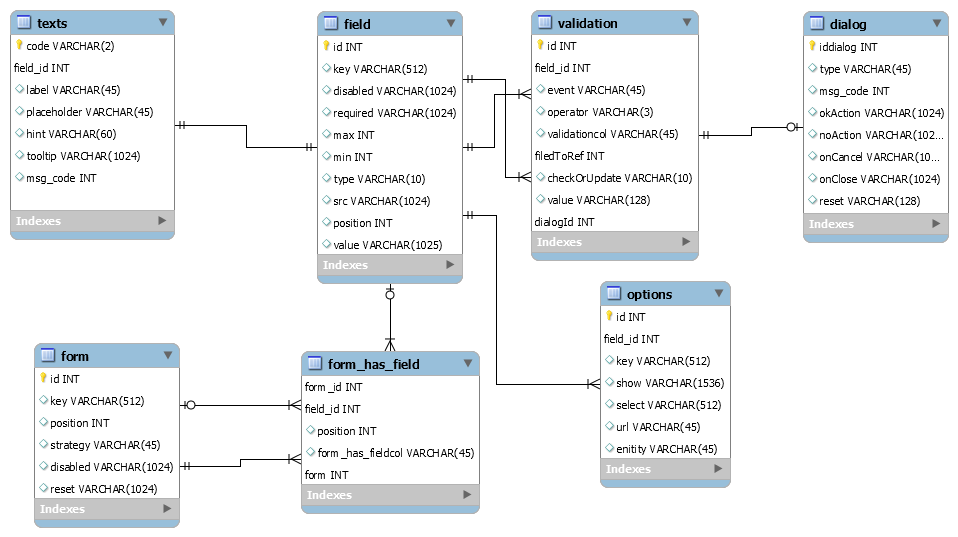 texts
code VARCHAR(2)
field_id INT
label VARCHAR(45)
placeholder VARCHAR(45)
hint VARCHAR(60)
tooltip VARCHAR(1024)
msg_code INT
Indexes
field
id INT
key VARCHAR(512)
disabled VARCHAR(1024)
required VARCHAR(1024)
max INT
min INT
type VARCHAR(10)
src VARCHAR(1024)
position INT
value VARCHAR(1025)
Indexes
validation
id INT
field_id INT
event VARCHAR(45)
operator VARCHAR(3)
validationcol VARCHAR(45)
filedToRef INT
checkOrUpdate VARCHAR(10)
value VARCHAR(128)
dialogId INT
Indexes
dialog
iddialog INT
type VARCHAR(45)
msg_code INT
okAction VARCHAR(1024)
noAction VARCHAR(102...
onCancel VARCHAR(10...
onClose VARCHAR(1024)
reset VARCHAR(128)
Indexes
form
id INT
key VARCHAR(512)
position INT
strategy VARCHAR(45)
disabled VARCHAR(1024)
reset VARCHAR(1024)
Indexes
form_has_field
form_id INT
field_id INT
position INT
form_has_fieldcol VARCHAR(45)
form INT
Indexes
options
id INT
field_id INT
key VARCHAR(512)
show VARCHAR(1536)
select VARCHAR(512)
url VARCHAR(45)
enitity VARCHAR(45)
Indexes